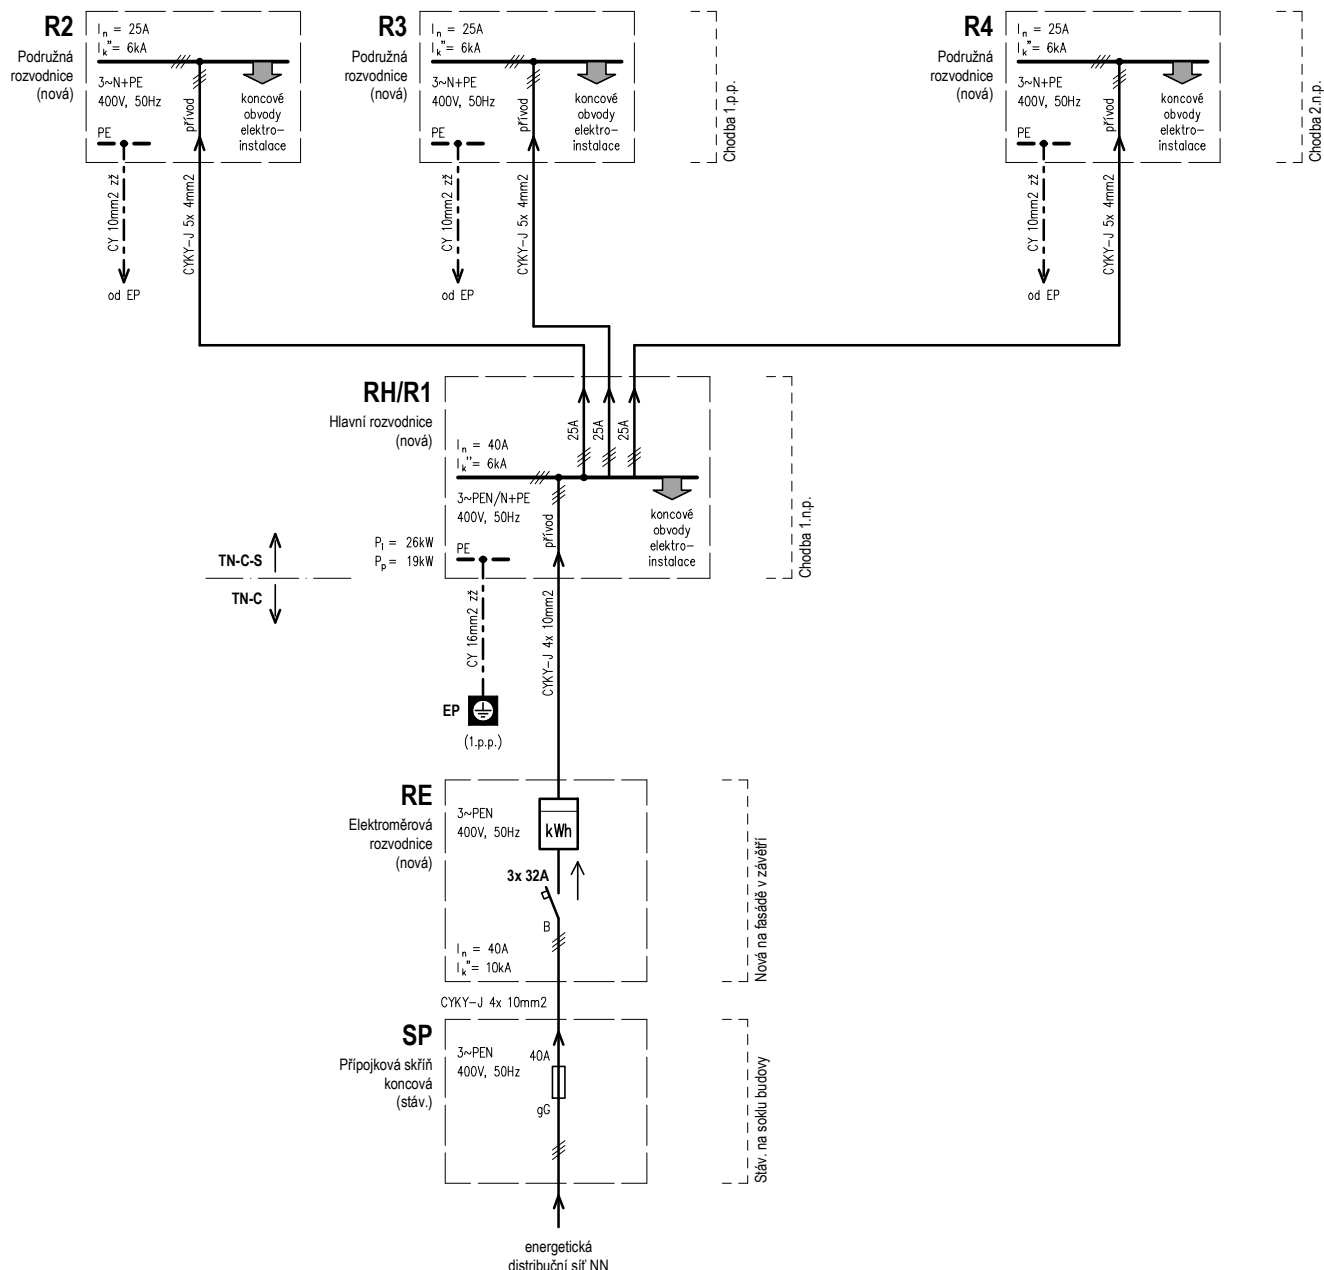 R2
Podružná
rozvodnice
(nová)
In = 25A
Ik"= 6kA
3~N+PE
400V, 50Hz
PE
přívod
koncové
obvody
elektro–
instalace
CY 10mm2 zž
od EP
CYKY–J 5x 4mm2
R3
Podružná
rozvodnice
(nová)
In = 25A
Ik"= 6kA
3~N+PE
400V, 50Hz
PE
přívod
koncové
obvody
elektro–
instalace
CY 10mm2 zž
od EP
CYKY–J 5x 4mm2
Chodba 1.p.p.
R4
Podružná
rozvodnice
(nová)
In = 25A
Ik"= 6kA
3~N+PE
400V, 50Hz
PE
přívod
koncové
obvody
elektro–
instalace
CY 10mm2 zž
od EP
CYKY–J 5x 4mm2
Chodba 2.n.p.
RH/R1
Hlavní rozvodnice
(nová)
25A
25A
25A
In = 40A
Ik"= 6kA
3~PEN/N+PE
400V, 50Hz
přívod
koncové
obvody
elektro–
instalace
Pi = 26kW
Pp = 19kW
PE
Chodba 1.n.p.
TN-C-S
TN-C
CY 16mm2 zž
CYKY–J 4x 10mm2
EP
(1.p.p.)
RE
Elektroměrová
rozvodnice
(nová)
3~PEN
400V, 50Hz
kWh
3x 32A
B
In = 40A
Ik"= 10kA
Nová na fasádě v závětří
CYKY–J 4x 10mm2
SP
Přípojková skříň
koncová
(stáv.)
3~PEN
400V, 50Hz
40A
gG
Stáv. na soklu budovy
energetická
distribuční síť NN